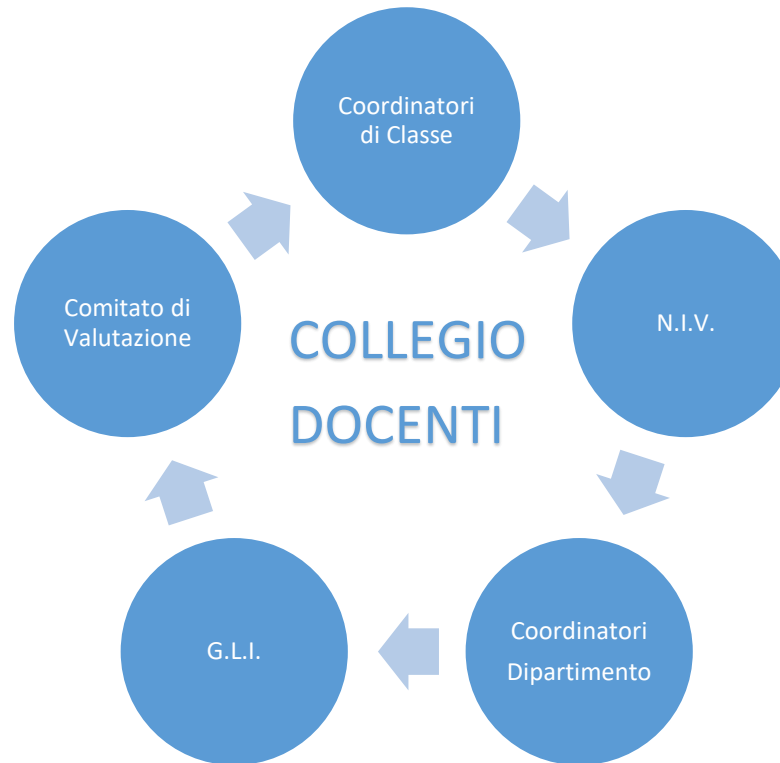 Coordinatori
di Classe
Comitato di
Valutazione
N.I.V.
COLLEGIO
DOCENTI
G.L.I.
Coordinatori
Dipartimento